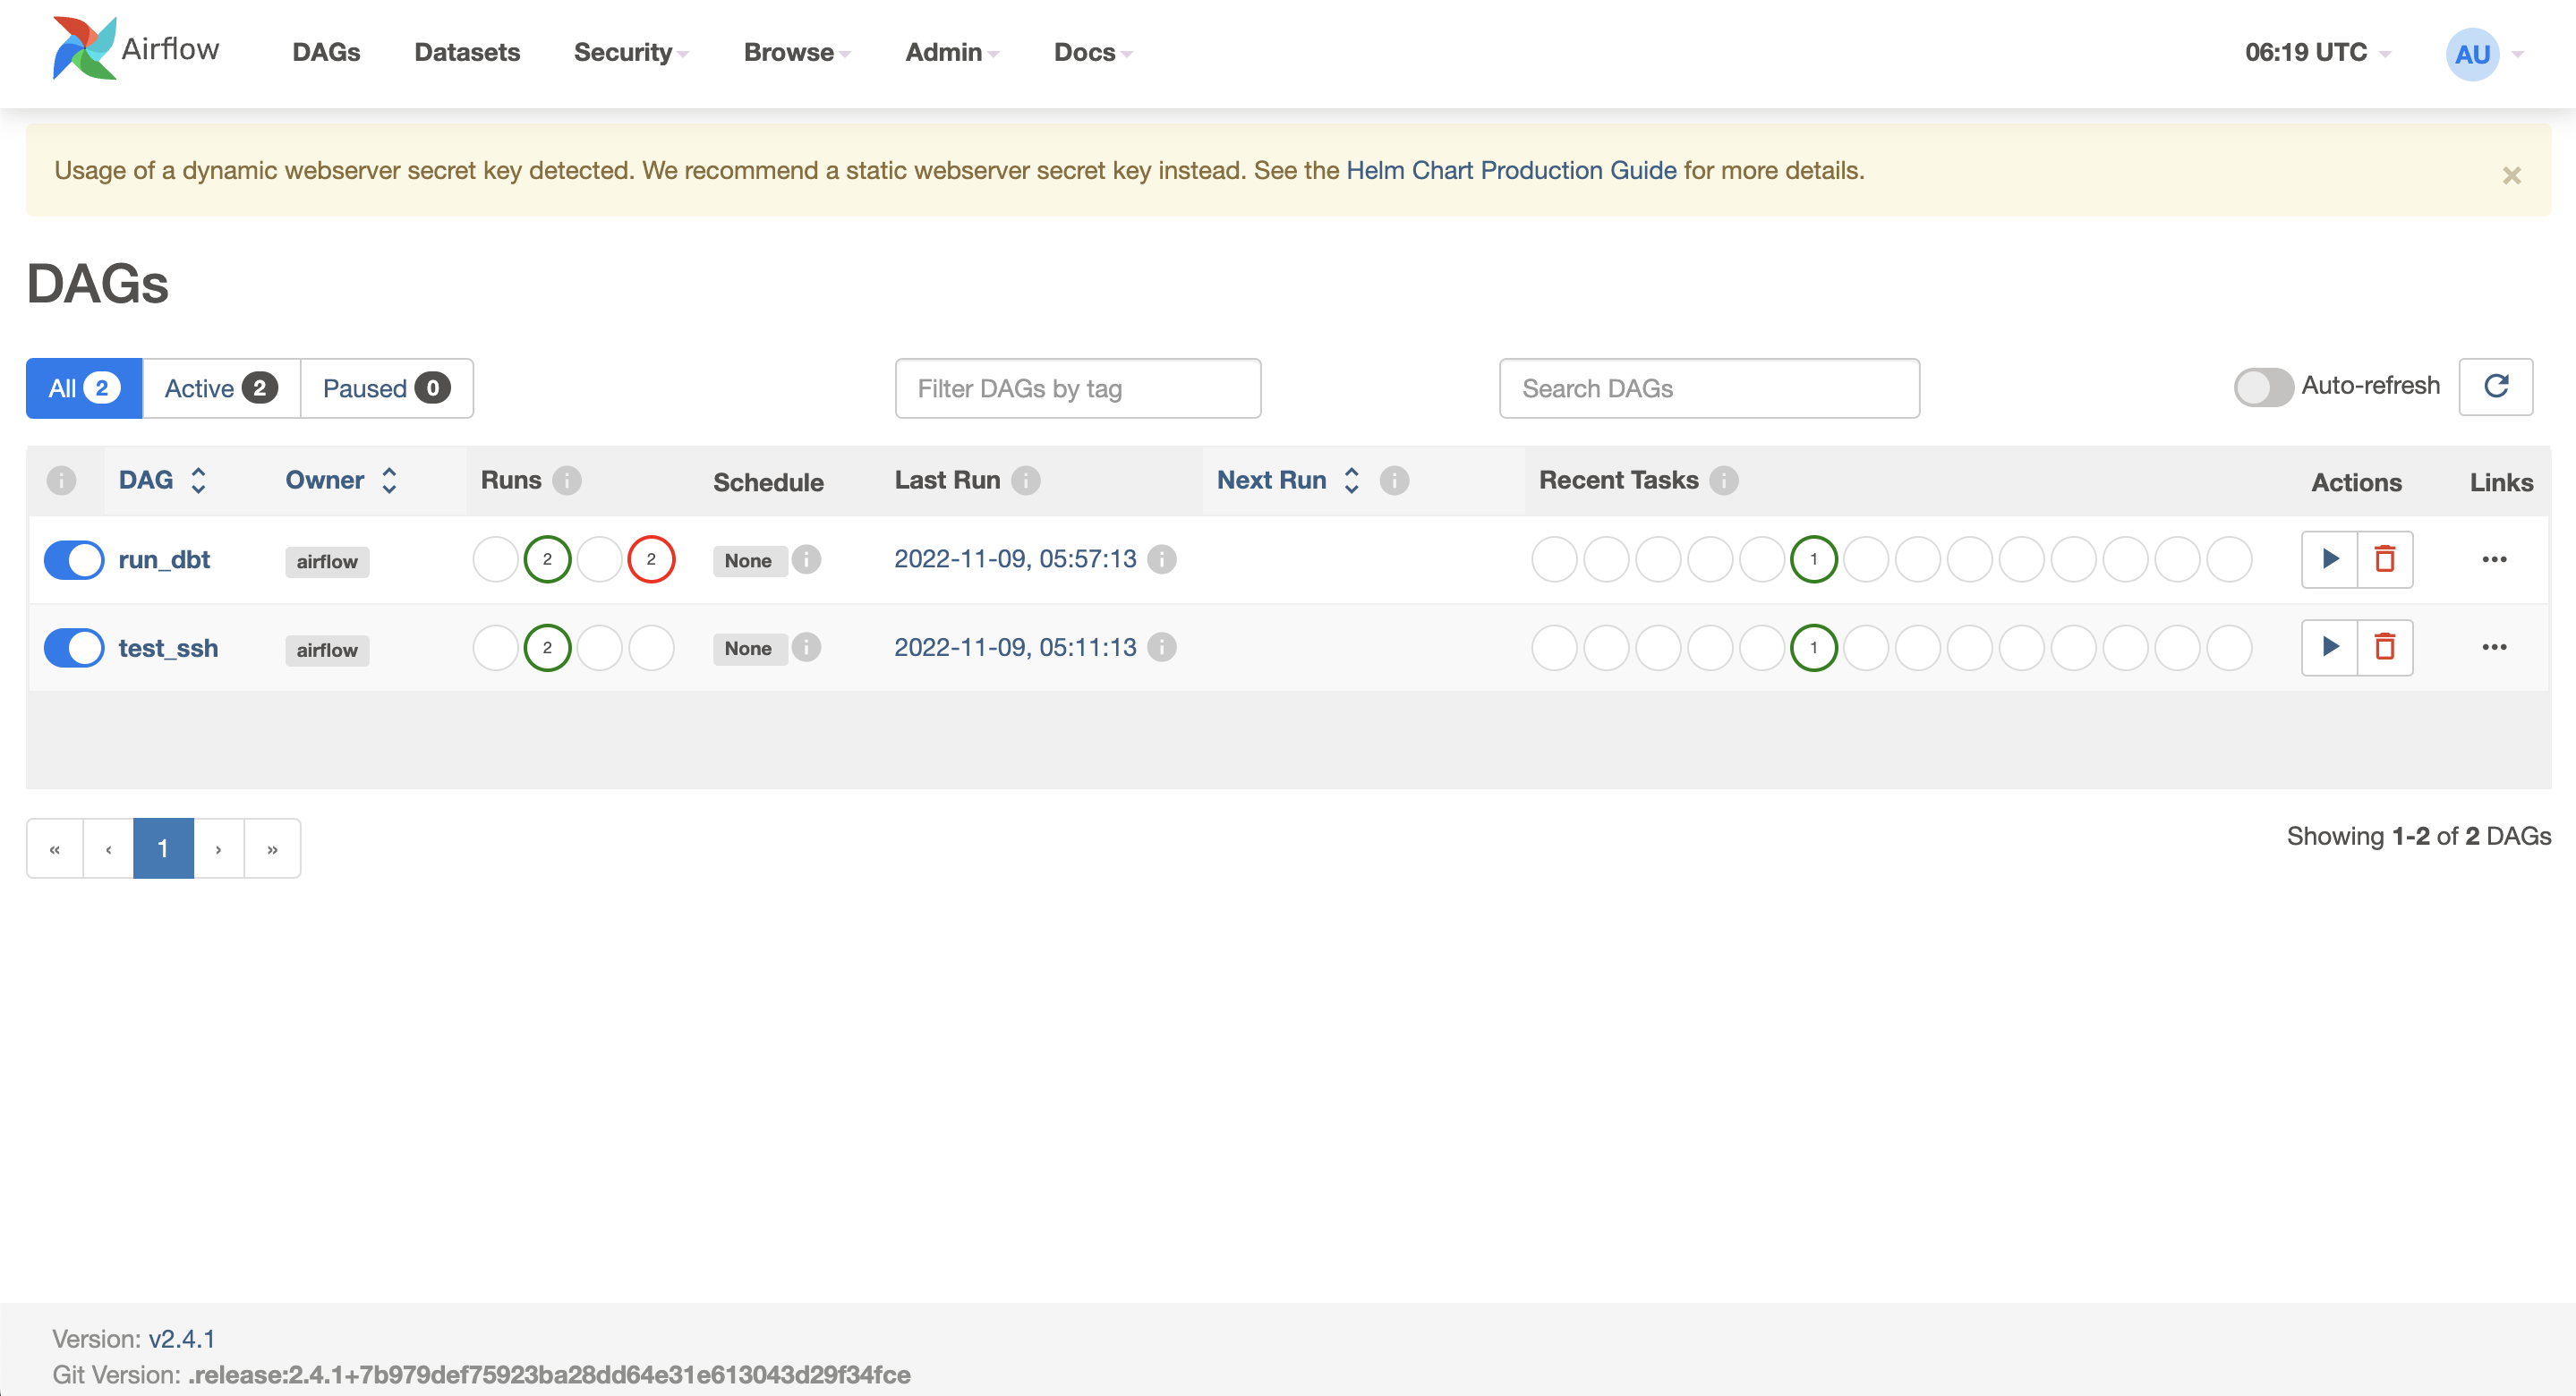 Airflow DAGs Datasets Security Browse Admin Docs 06:19 UTC AU
Usage of a dynamic webserver secret key detected. We recommend a static webserver secret key instead. See the Helm Chart Production Guide for more details. ×
DAGs
All 2 Active 2 Paused 0 Filter DAGs by tag Search DAGs Auto-refresh
i DAG Owner Runs i Schedule Last Run i Next Run i Recent Tasks i Actions Links
run_dbt airflow 2 2 None i 2022-11-09, 05:57:13 i 1 •••
test_ssh airflow 2 None i 2022-11-09, 05:11:13 i 1 •••
« ‹ 1 › » Showing 1-2 of 2 DAGs
Version: v2.4.1
Git Version: .release:2.4.1+7b979def75923ba28dd64e31e613043d29f34fce